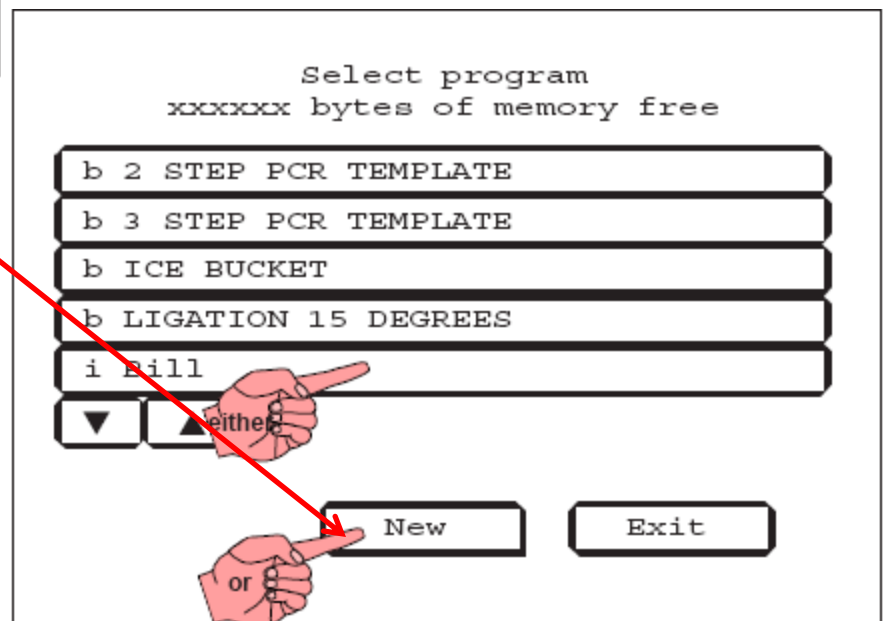 Select program
xxxxxx bytes of memory free
b 2 STEP PCR TEMPLATE
b 3 STEP PCR TEMPLATE
b ICE BUCKET
b LIGATION 15 DEGREES
i Bill
▼ ▲ either
New Exit
or